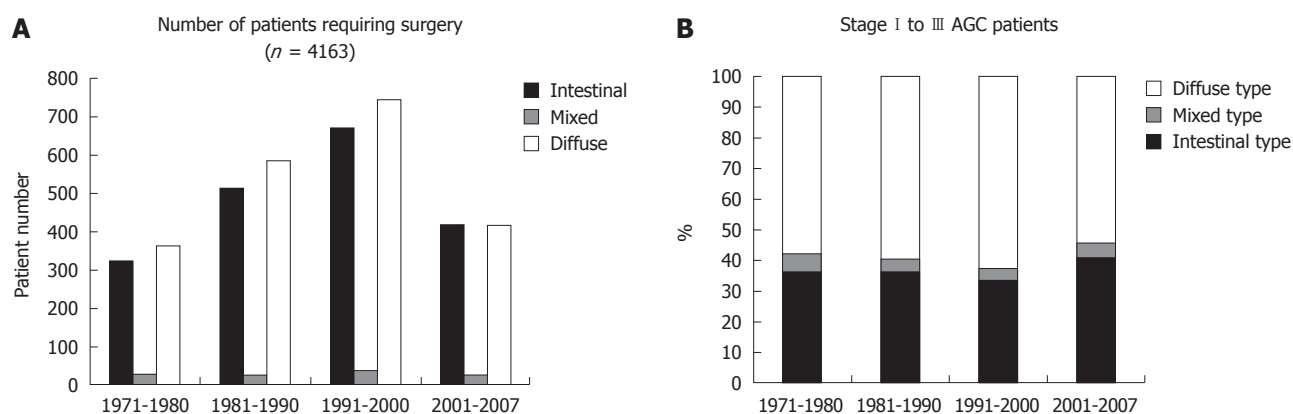 A
Number of patients requiring surgery
(n = 4163)
800
700
600
500
400
300
200
100
0
Patient number
1971-1980
1981-1990
1991-2000
2001-2007
Intestinal
Mixed
Diffuse
B
Stage Ⅰ to Ⅲ AGC patients
100
90
80
70
60
50
40
30
20
10
0
%
1971-1980
1981-1990
1991-2000
2001-2007
Diffuse type
Mixed type
Intestinal type